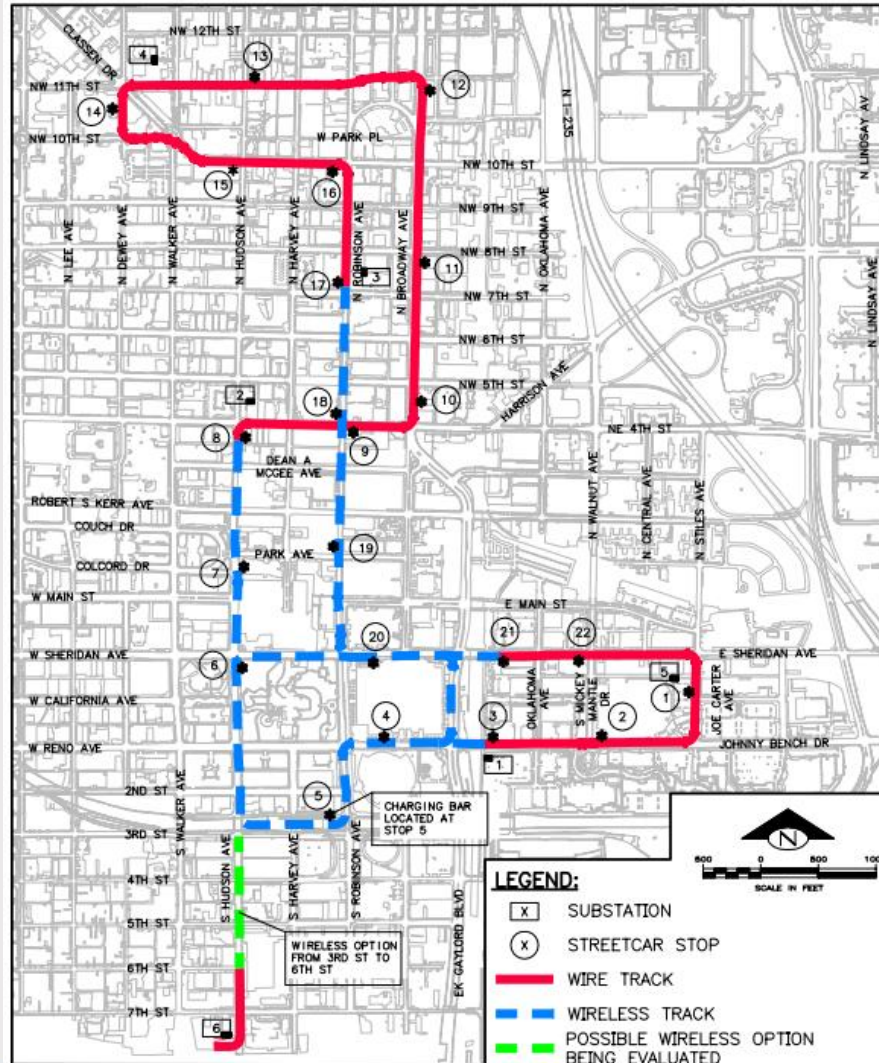 NW 12TH ST
CLASSEN DR
4
13
12
NW 11TH ST
14
NW 10TH ST
W PARK PL
N I-235
N LINDSAY AV
15
16
NW 10TH ST
NW 9TH ST
N LEE AVE
N DEWEY AVE
N WALKER AVE
N HUDSON AVE
N HARVEY AVE
N ROBINSON AVE
N BROADWAY AVE
N OKLAHOMA AVE
11
NW 8TH ST
17
3
NW 7TH ST
N LINDSAY AVE
NW 6TH ST
2
18
10
NW 5TH ST
HARRISON AVE
8
9
NE 4TH ST
DEAN A
MCGEE AVE
N WALNUT AVE
N CENTRAL AVE
N STILES AVE
ROBERT S KERR AVE
COUCH DR
PARK AVE
19
COLCORD DR
7
W MAIN ST
E MAIN ST
20
21
22
W SHERIDAN AVE
E SHERIDAN AVE
6
5
1
W CALIFORNIA AVE
OKLAHOMA
AVE
S MICKEY
MANTLE
DR
JOE CARTER
AVE
4
3
2
W RENO AVE
JOHNNY BENCH DR
1
2ND ST
5
CHARGING BAR
LOCATED AT
STOP 5
3RD ST
S WALKER AVE
S HUDSON AVE
S HARVEY AVE
S ROBINSON AVE
EK GAYLORD BLVD
4TH ST
5TH ST
WIRELESS OPTION
FROM 3RD ST TO
6TH ST
6TH ST
7TH ST
6
N
600 0 600 100
SCALE IN FEET
LEGEND:
X SUBSTATION
X STREETCAR STOP
WIRE TRACK
WIRELESS TRACK
POSSIBLE WIRELESS OPTION
BEING EVALUATED